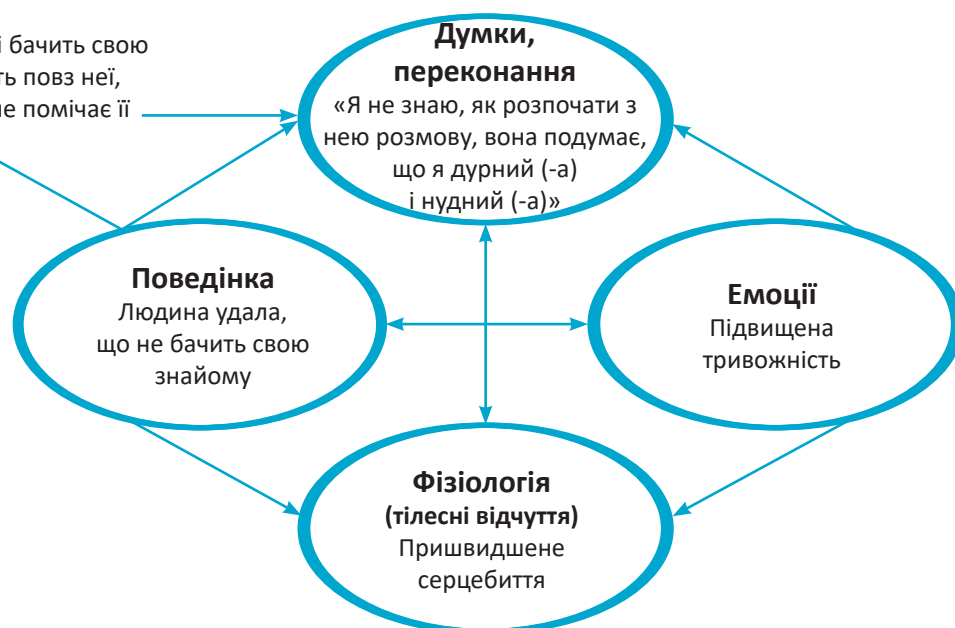 і бачить свою
ть повз неї,
не помічає її
Думки,
переконання
«Я не знаю, як розпочати з
нею розмову, вона подумає,
що я дурний (-а)
і нудний (-а)»
Поведінка
Людина удала,
що не бачить свою
знайому
Емоції
Підвищена
тривожність
Фізіологія
(тілесні відчуття)
Пришвидшене
серцебиття